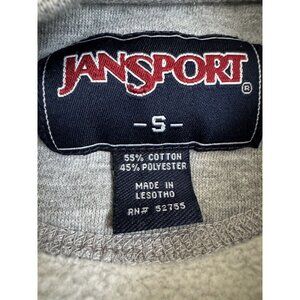 JANSPORT
®
-S-
55% COTTON
45% POLYESTER
MADE IN
LESOTHO
RN# 52755